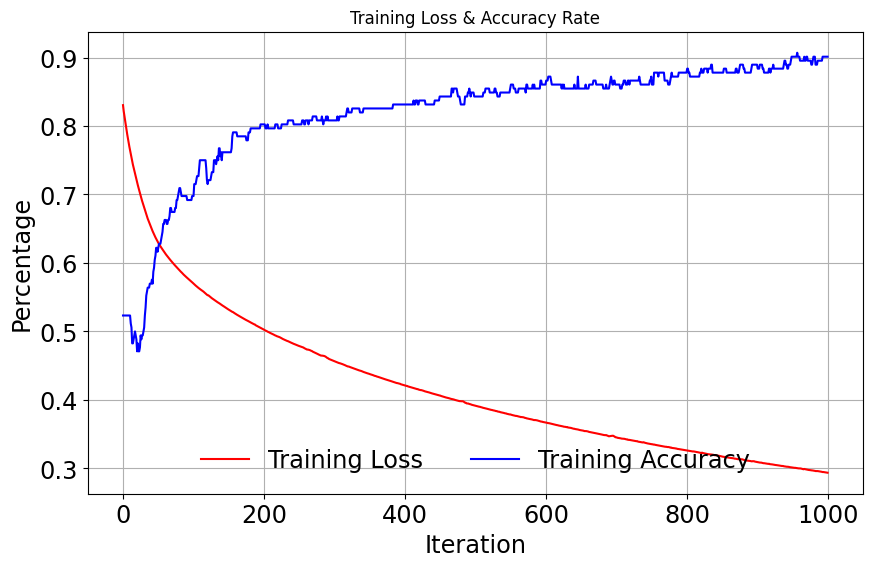 Training Loss & Accuracy Rate
0.9
0.8
0.7
0.6
0.5
0.4
0.3
Percentage
Training Loss
Training Accuracy
0 200 400 600 800 1000
Iteration